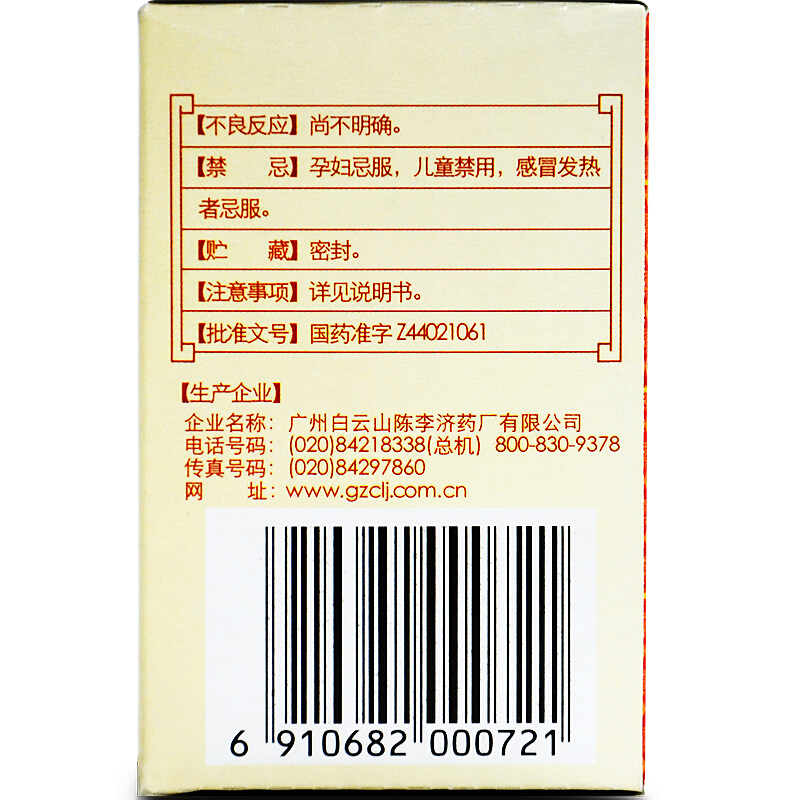 【不良反应】尚不明确。
【禁　　忌】孕妇忌服，儿童禁用，感冒发热
者忌服。
【贮　　藏】密封。
【注意事项】详见说明书。
【批准文号】国药准字 Z44021061
【生产企业】
企业名称：广州白云山陈李济药厂有限公司
电话号码：(020)84218338(总机) 800-830-9378
传真号码：(020)84297860
网　　址：www.gzclj.com.cn
6 910682 000721